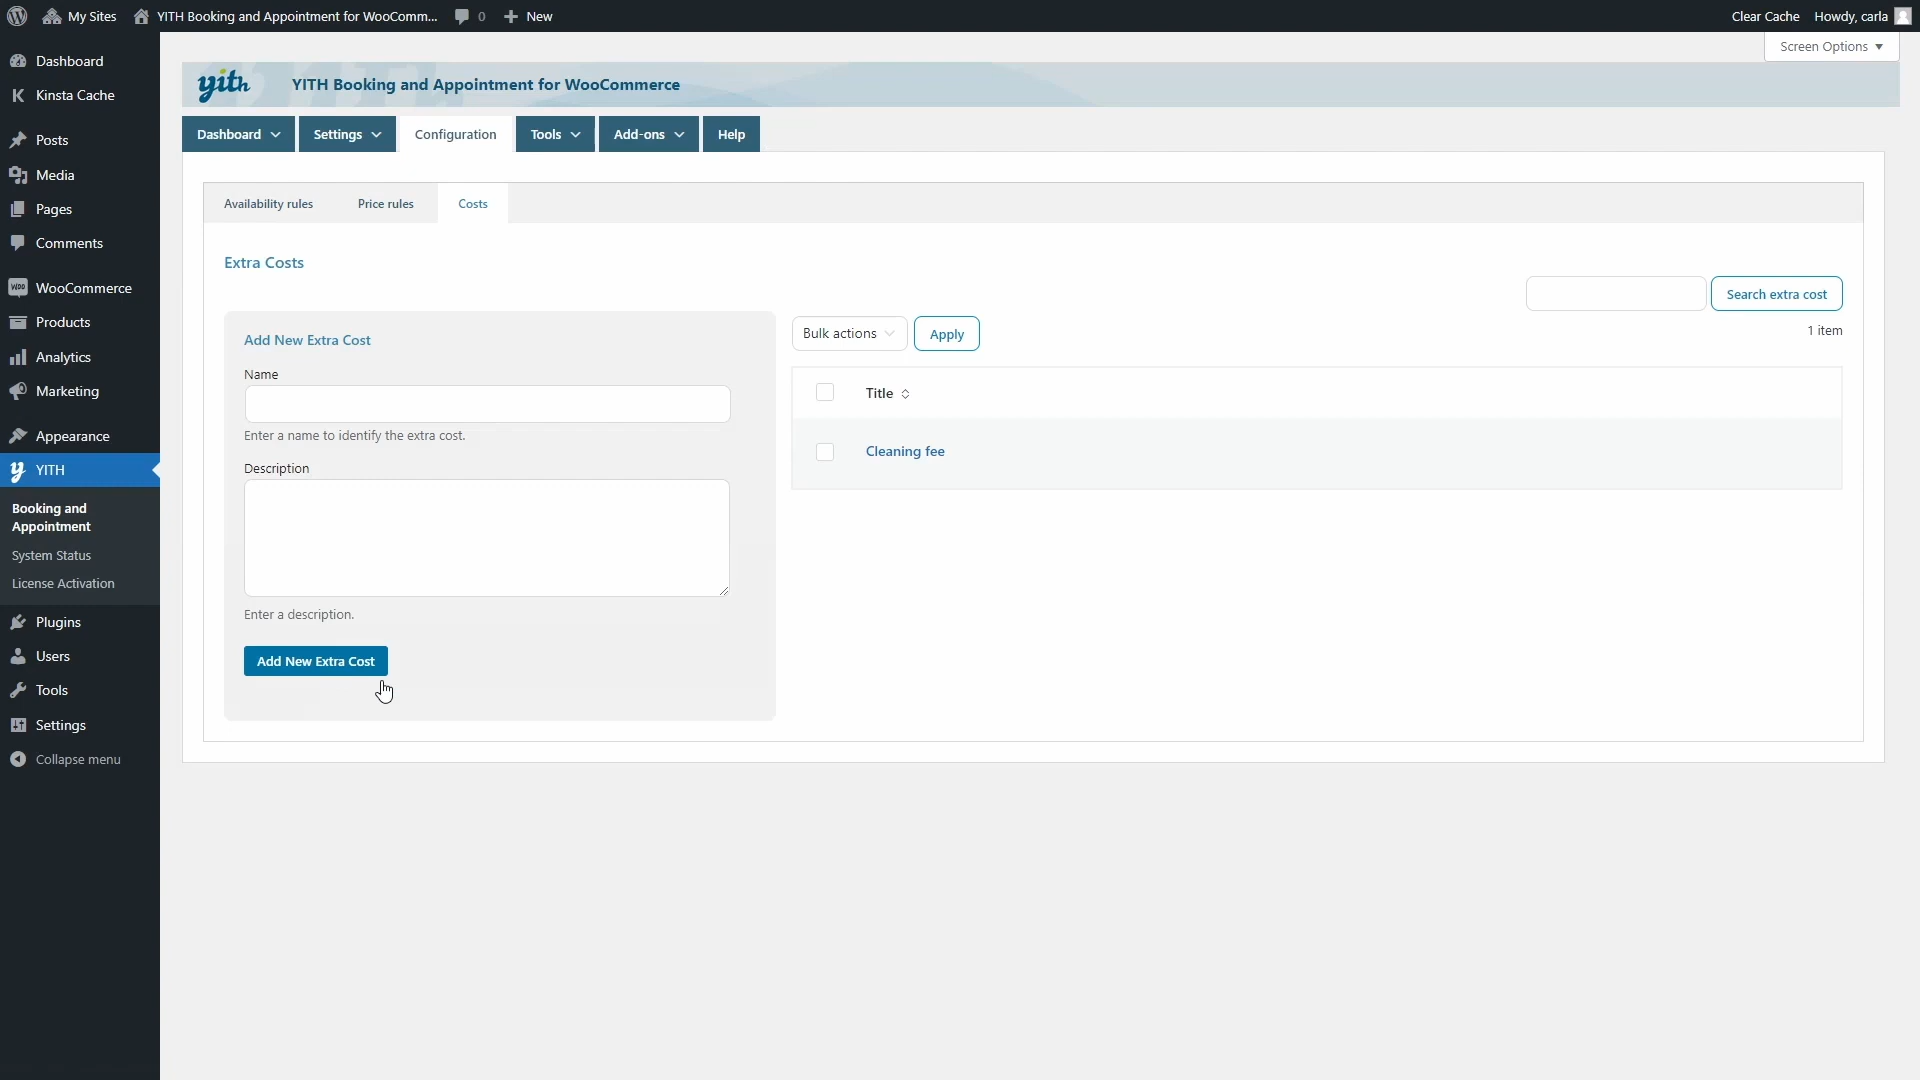 My Sites
YITH Booking and Appointment for WooComm...
0
New
Clear Cache
Howdy, carla
Screen Options
Dashboard
Kinsta Cache
Posts
Media
Pages
Comments
WooCommerce
Products
Analytics
Marketing
Appearance
YITH
Booking and
Appointment
System Status
License Activation
Plugins
Users
Tools
Settings
Collapse menu
yith
YITH Booking and Appointment for WooCommerce
Dashboard
Settings
Configuration
Tools
Add-ons
Help
Availability rules
Price rules
Costs
Extra Costs
Search extra cost
1 item
Add New Extra Cost
Name
Enter a name to identify the extra cost.
Description
Enter a description.
Add New Extra Cost
Bulk actions
Apply
Title
Cleaning fee